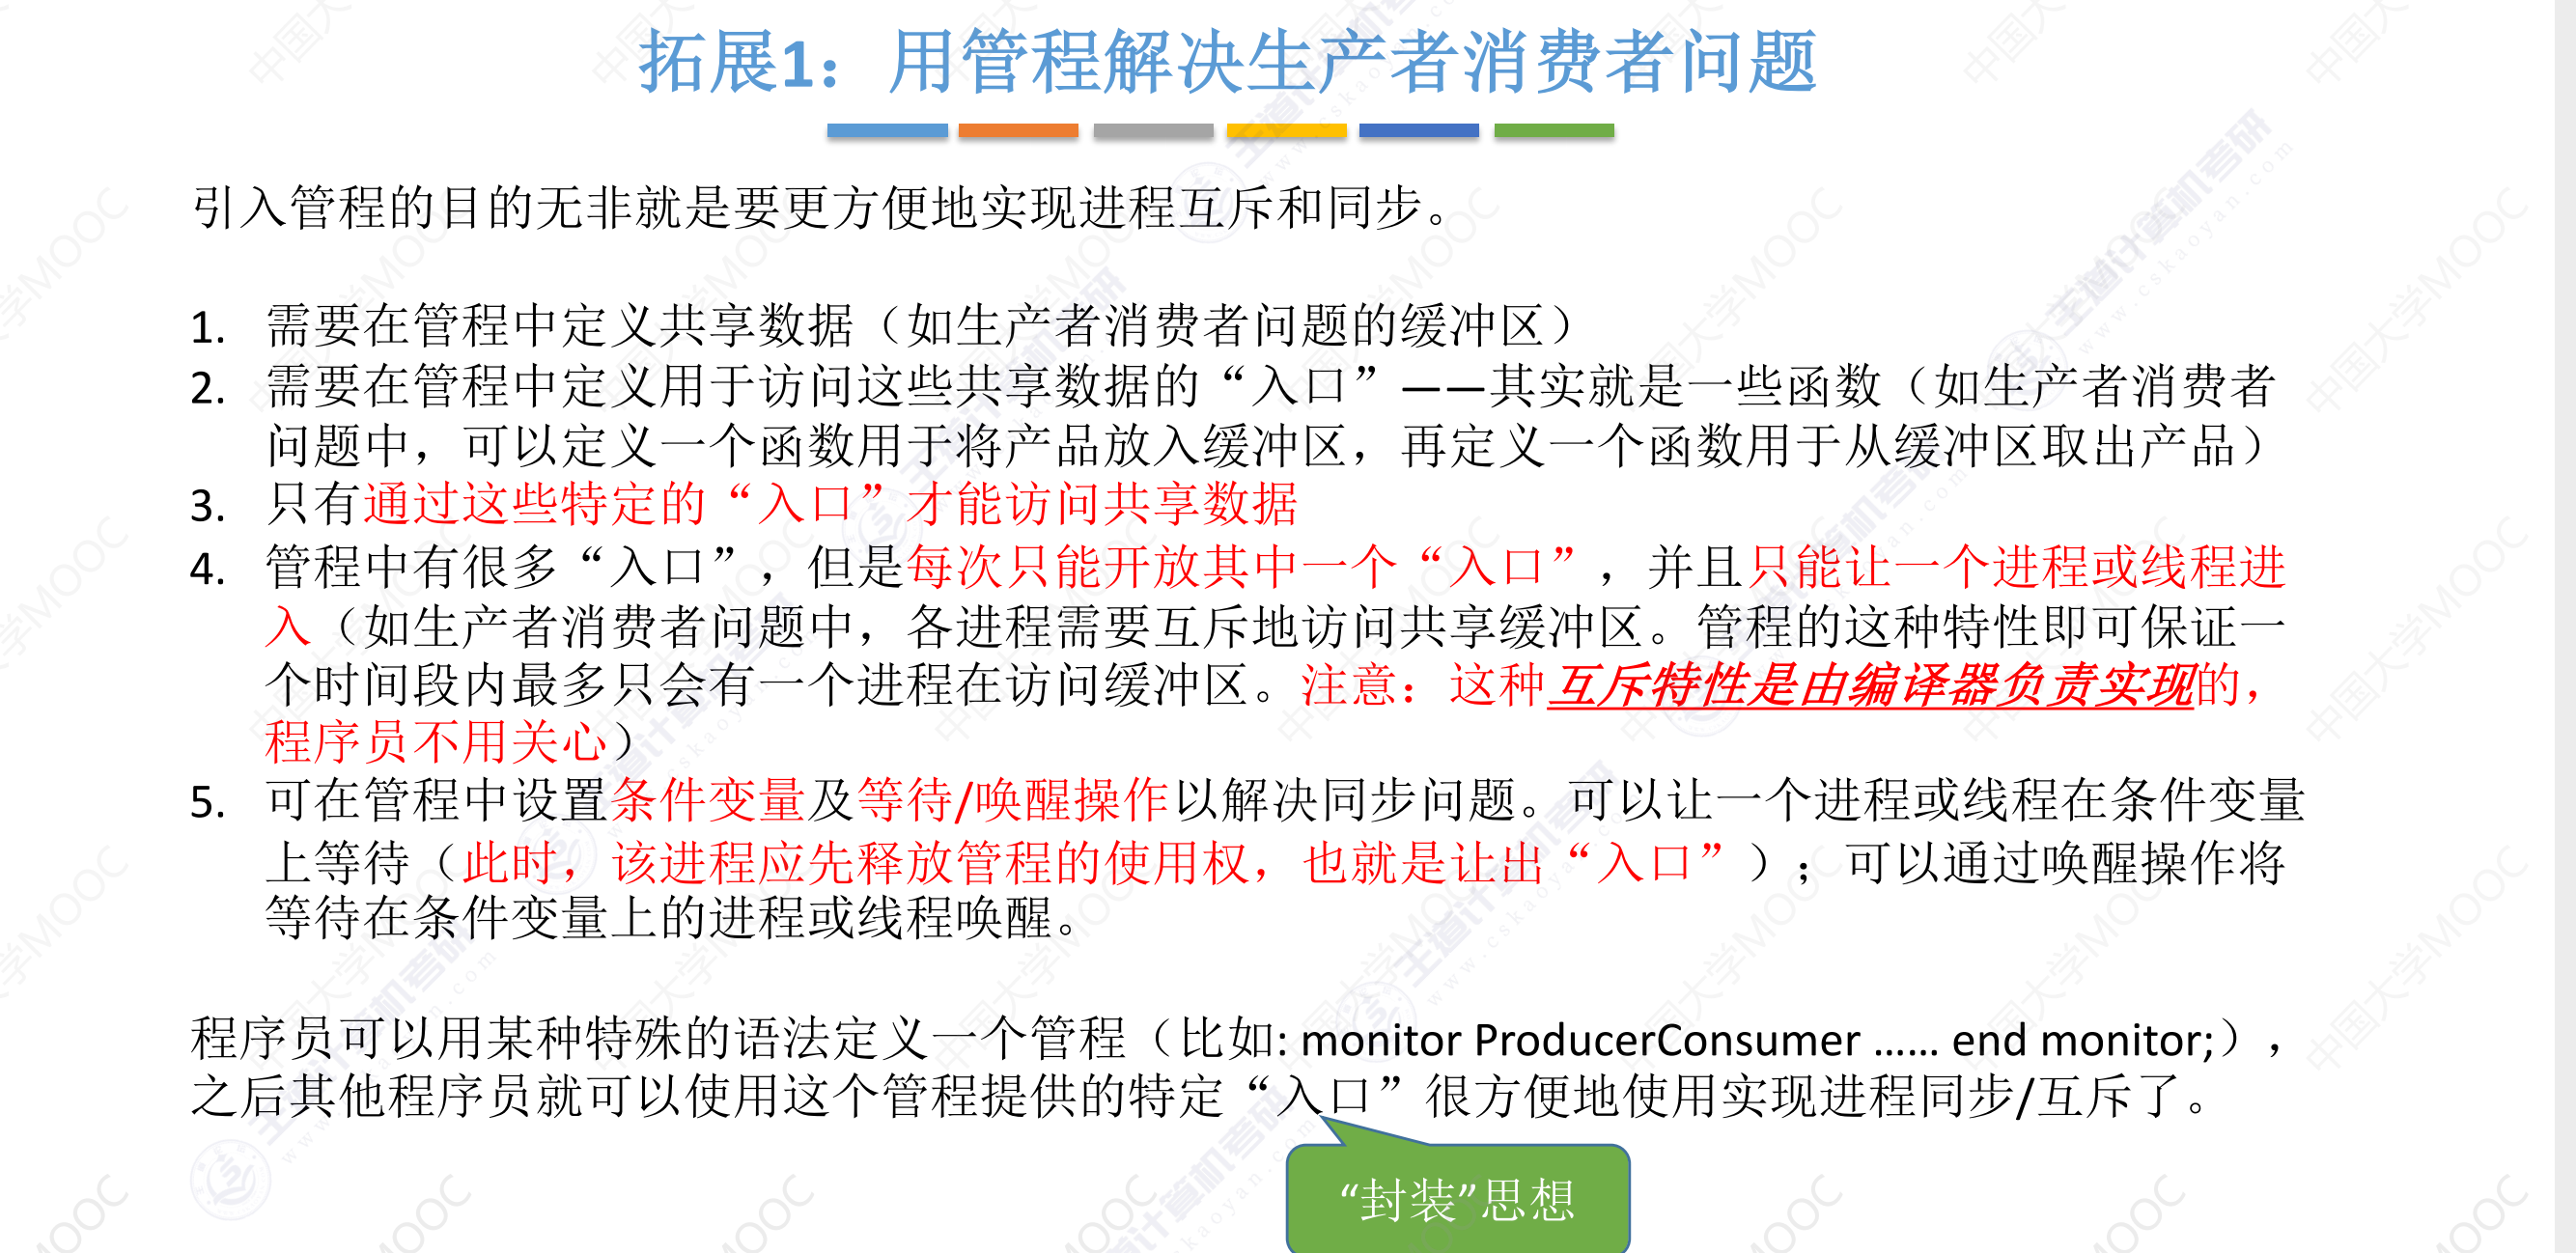 拓展1：用管程解决生产者消费者问题
引入管程的目的无非就是要更方便地实现进程互斥和同步。
1. 需要在管程中定义共享数据（如生产者消费者问题的缓冲区）
2. 需要在管程中定义用于访问这些共享数据的“入口”——其实就是一些函数（如生产者消费者
问题中，可以定义一个函数用于将产品放入缓冲区，再定义一个函数用于从缓冲区取出产品）
3. 只有通过这些特定的“入口”才能访问共享数据
4. 管程中有很多“入口”，但是每次只能开放其中一个“入口”，并且只能让一个进程或线程进
入（如生产者消费者问题中，各进程需要互斥地访问共享缓冲区。管程的这种特性即可保证一
个时间段内最多只会有一个进程在访问缓冲区。注意：这种互斥特性是由编译器负责实现的，
程序员不用关心）
5. 可在管程中设置条件变量及等待/唤醒操作以解决同步问题。可以让一个进程或线程在条件变量
上等待（此时，该进程应先释放管程的使用权，也就是让出“入口”）；可以通过唤醒操作将
等待在条件变量上的进程或线程唤醒。
程序员可以用某种特殊的语法定义一个管程（比如: monitor ProducerConsumer …… end monitor;），
之后其他程序员就可以使用这个管程提供的特定“入口”很方便地使用实现进程同步/互斥了。
“封装”思想
中国大学MOOC
王道计算机考研
www.cskaoyan.com